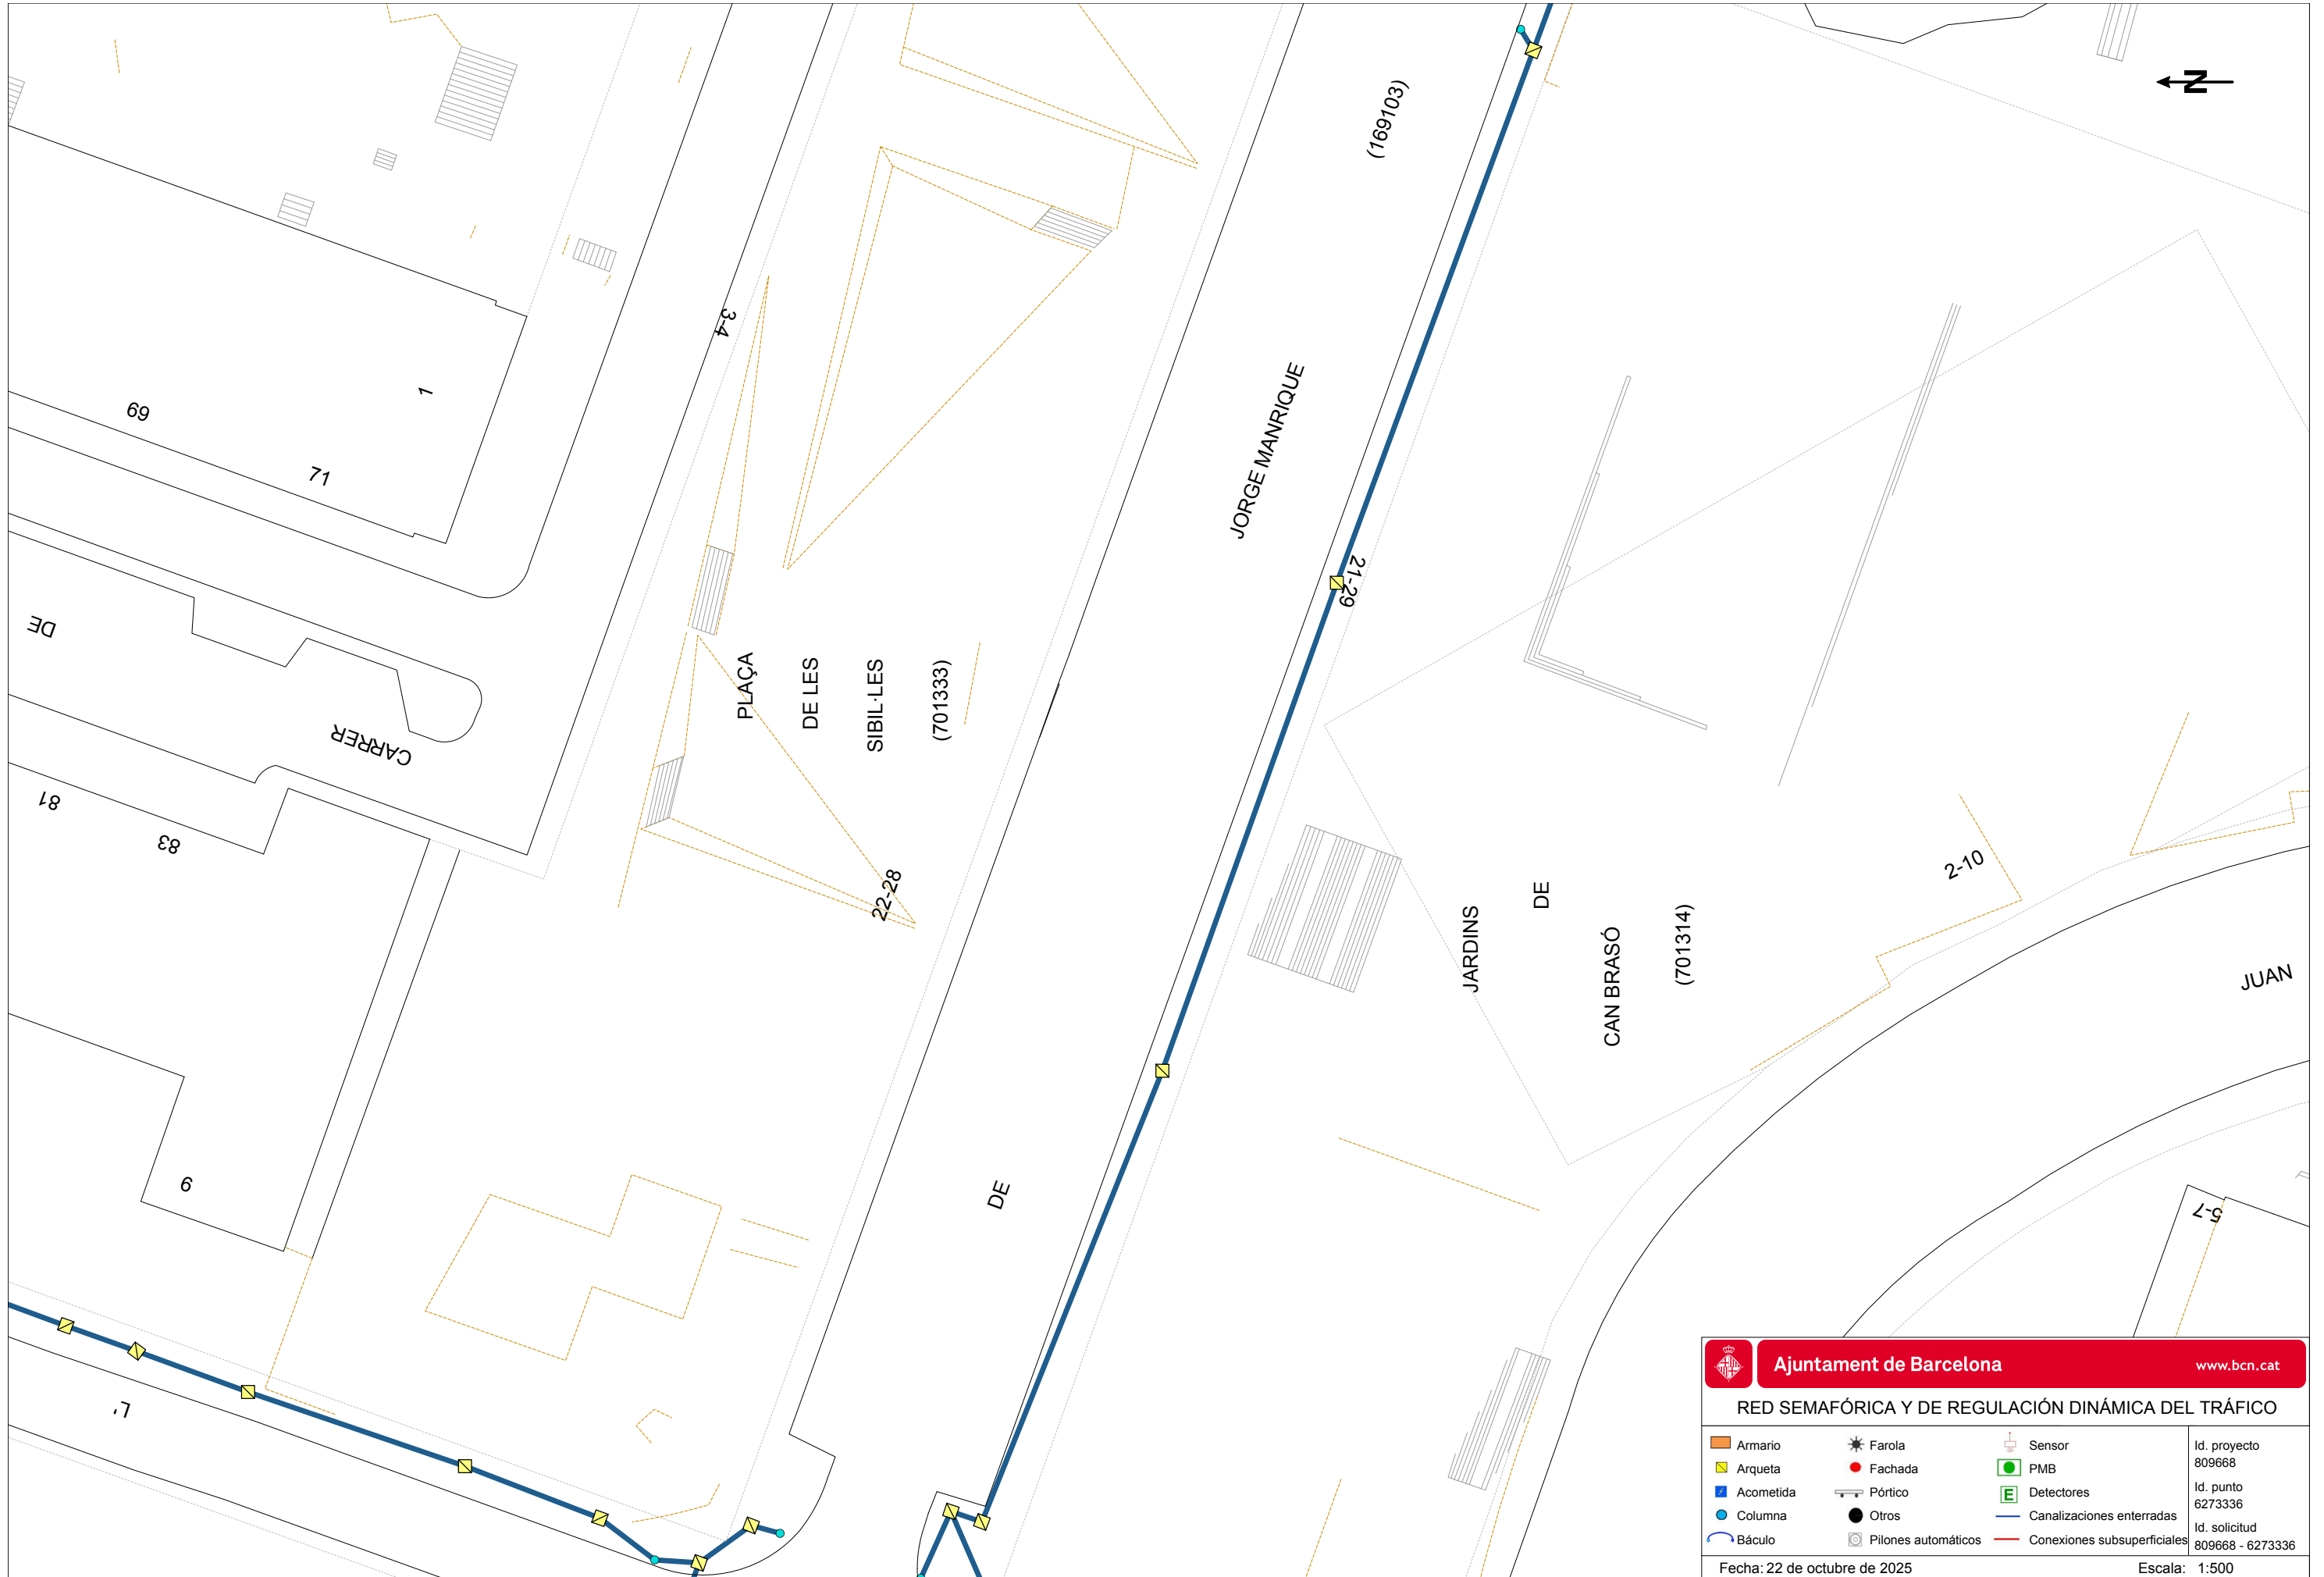 N
(169103)
3-4
1
69
71
JORGE MANRIQUE
21-29
DE
CARRER
81
83
PLAÇA
DE LES
SIBIL·LES
(701333)
22-28
JARDINS
DE
CAN BRASÓ
(701314)
2-10
JUAN
9
DE
5-7
L'
Ajuntament de Barcelona
www.bcn.cat
RED SEMAFÓRICA Y DE REGULACIÓN DINÁMICA DEL TRÁFICO
Armario
Arqueta
Acometida
Columna
Báculo
Farola
Fachada
Pórtico
Otros
Pilones automáticos
Sensor
PMB
E Detectores
Canalizaciones enterradas
Conexiones subsuperficiales
Id. proyecto
809668
Id. punto
6273336
Id. solicitud
809668 - 6273336
Fecha: 22 de octubre de 2025
Escala: 1:500